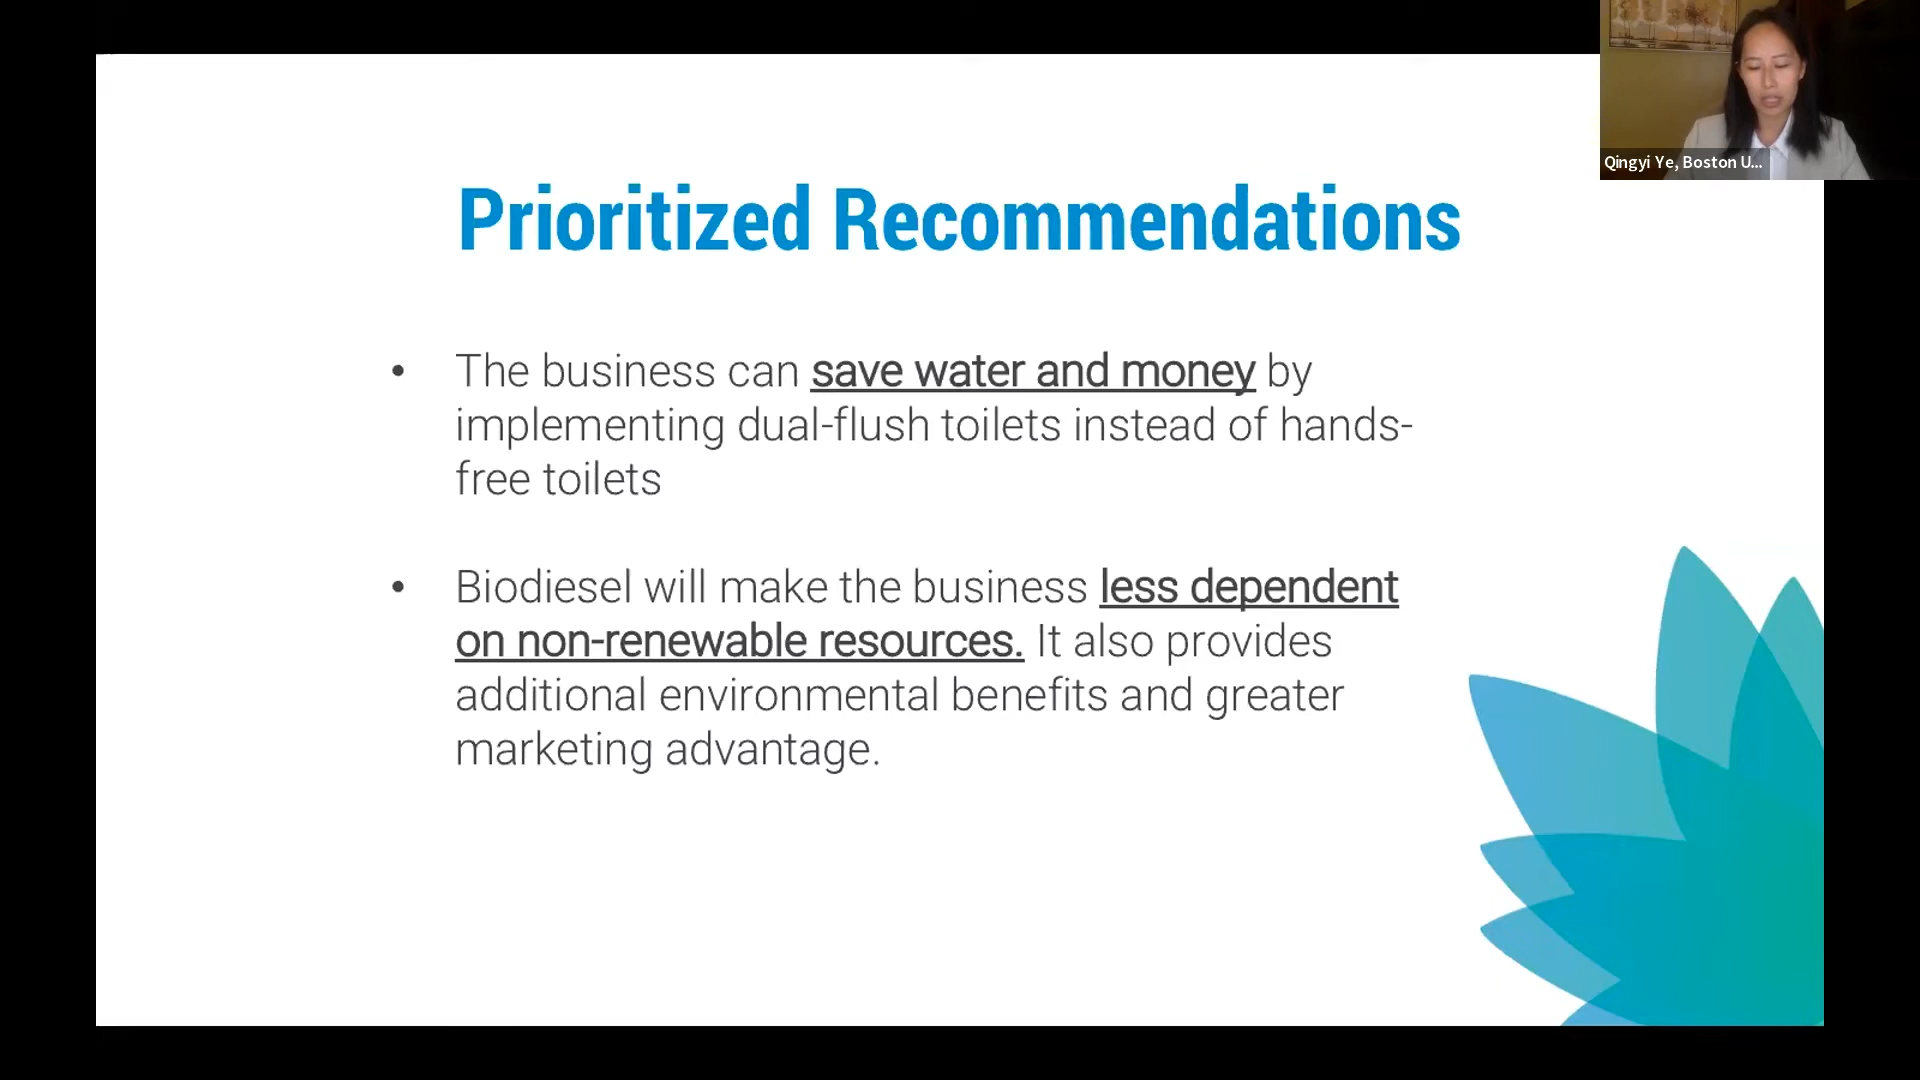 Qingyi Ye, Boston U...
Prioritized Recommendations
• The business can save water and money by
implementing dual-flush toilets instead of hands-
free toilets
• Biodiesel will make the business less dependent
on non-renewable resources. It also provides
additional environmental benefits and greater
marketing advantage.